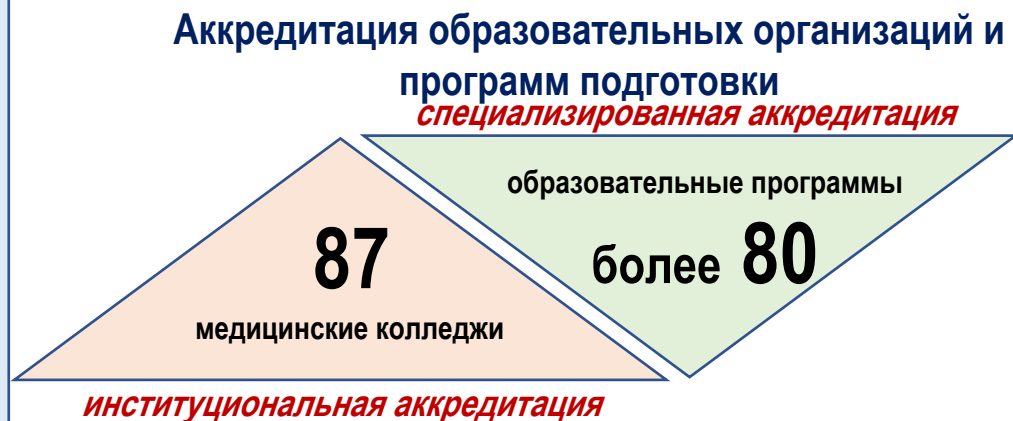 Аккредитация образовательных организаций и
программ подготовки
специализированная аккредитация
образовательные программы
более 80
87
медицинские колледжи
институциональная аккредитация